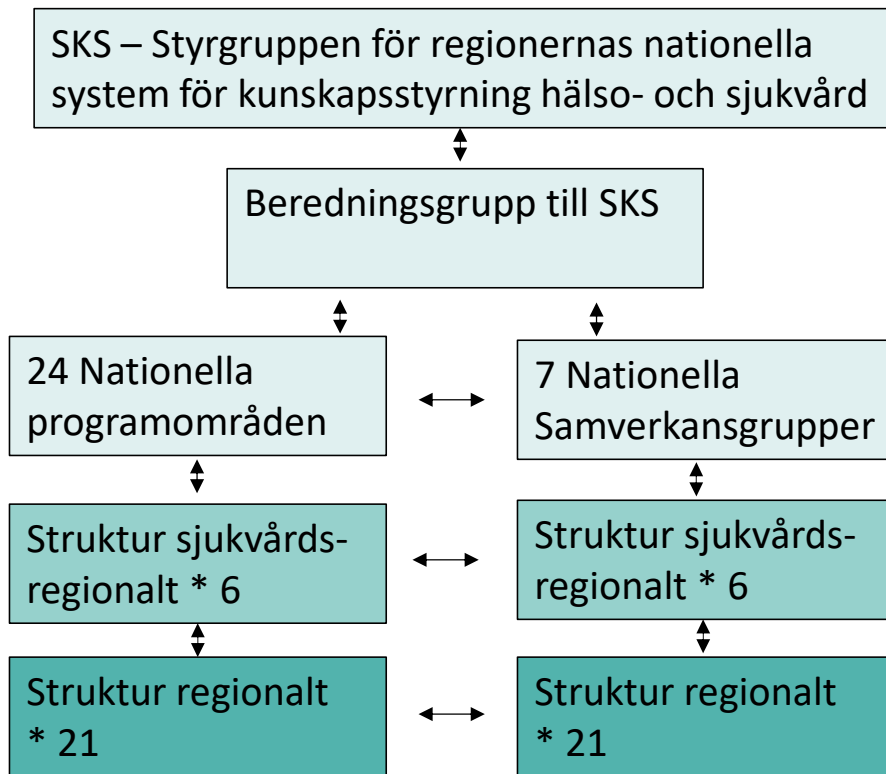 SKS – Styrgruppen för regionernas nationella
system för kunskapsstyrning hälso- och sjukvård
Beredningsgrupp till SKS
24 Nationella
programområden
7 Nationella
Samverkansgrupper
Struktur sjukvårds-
regionalt * 6
Struktur sjukvårds-
regionalt * 6
Struktur regionalt
* 21
Struktur regionalt
* 21